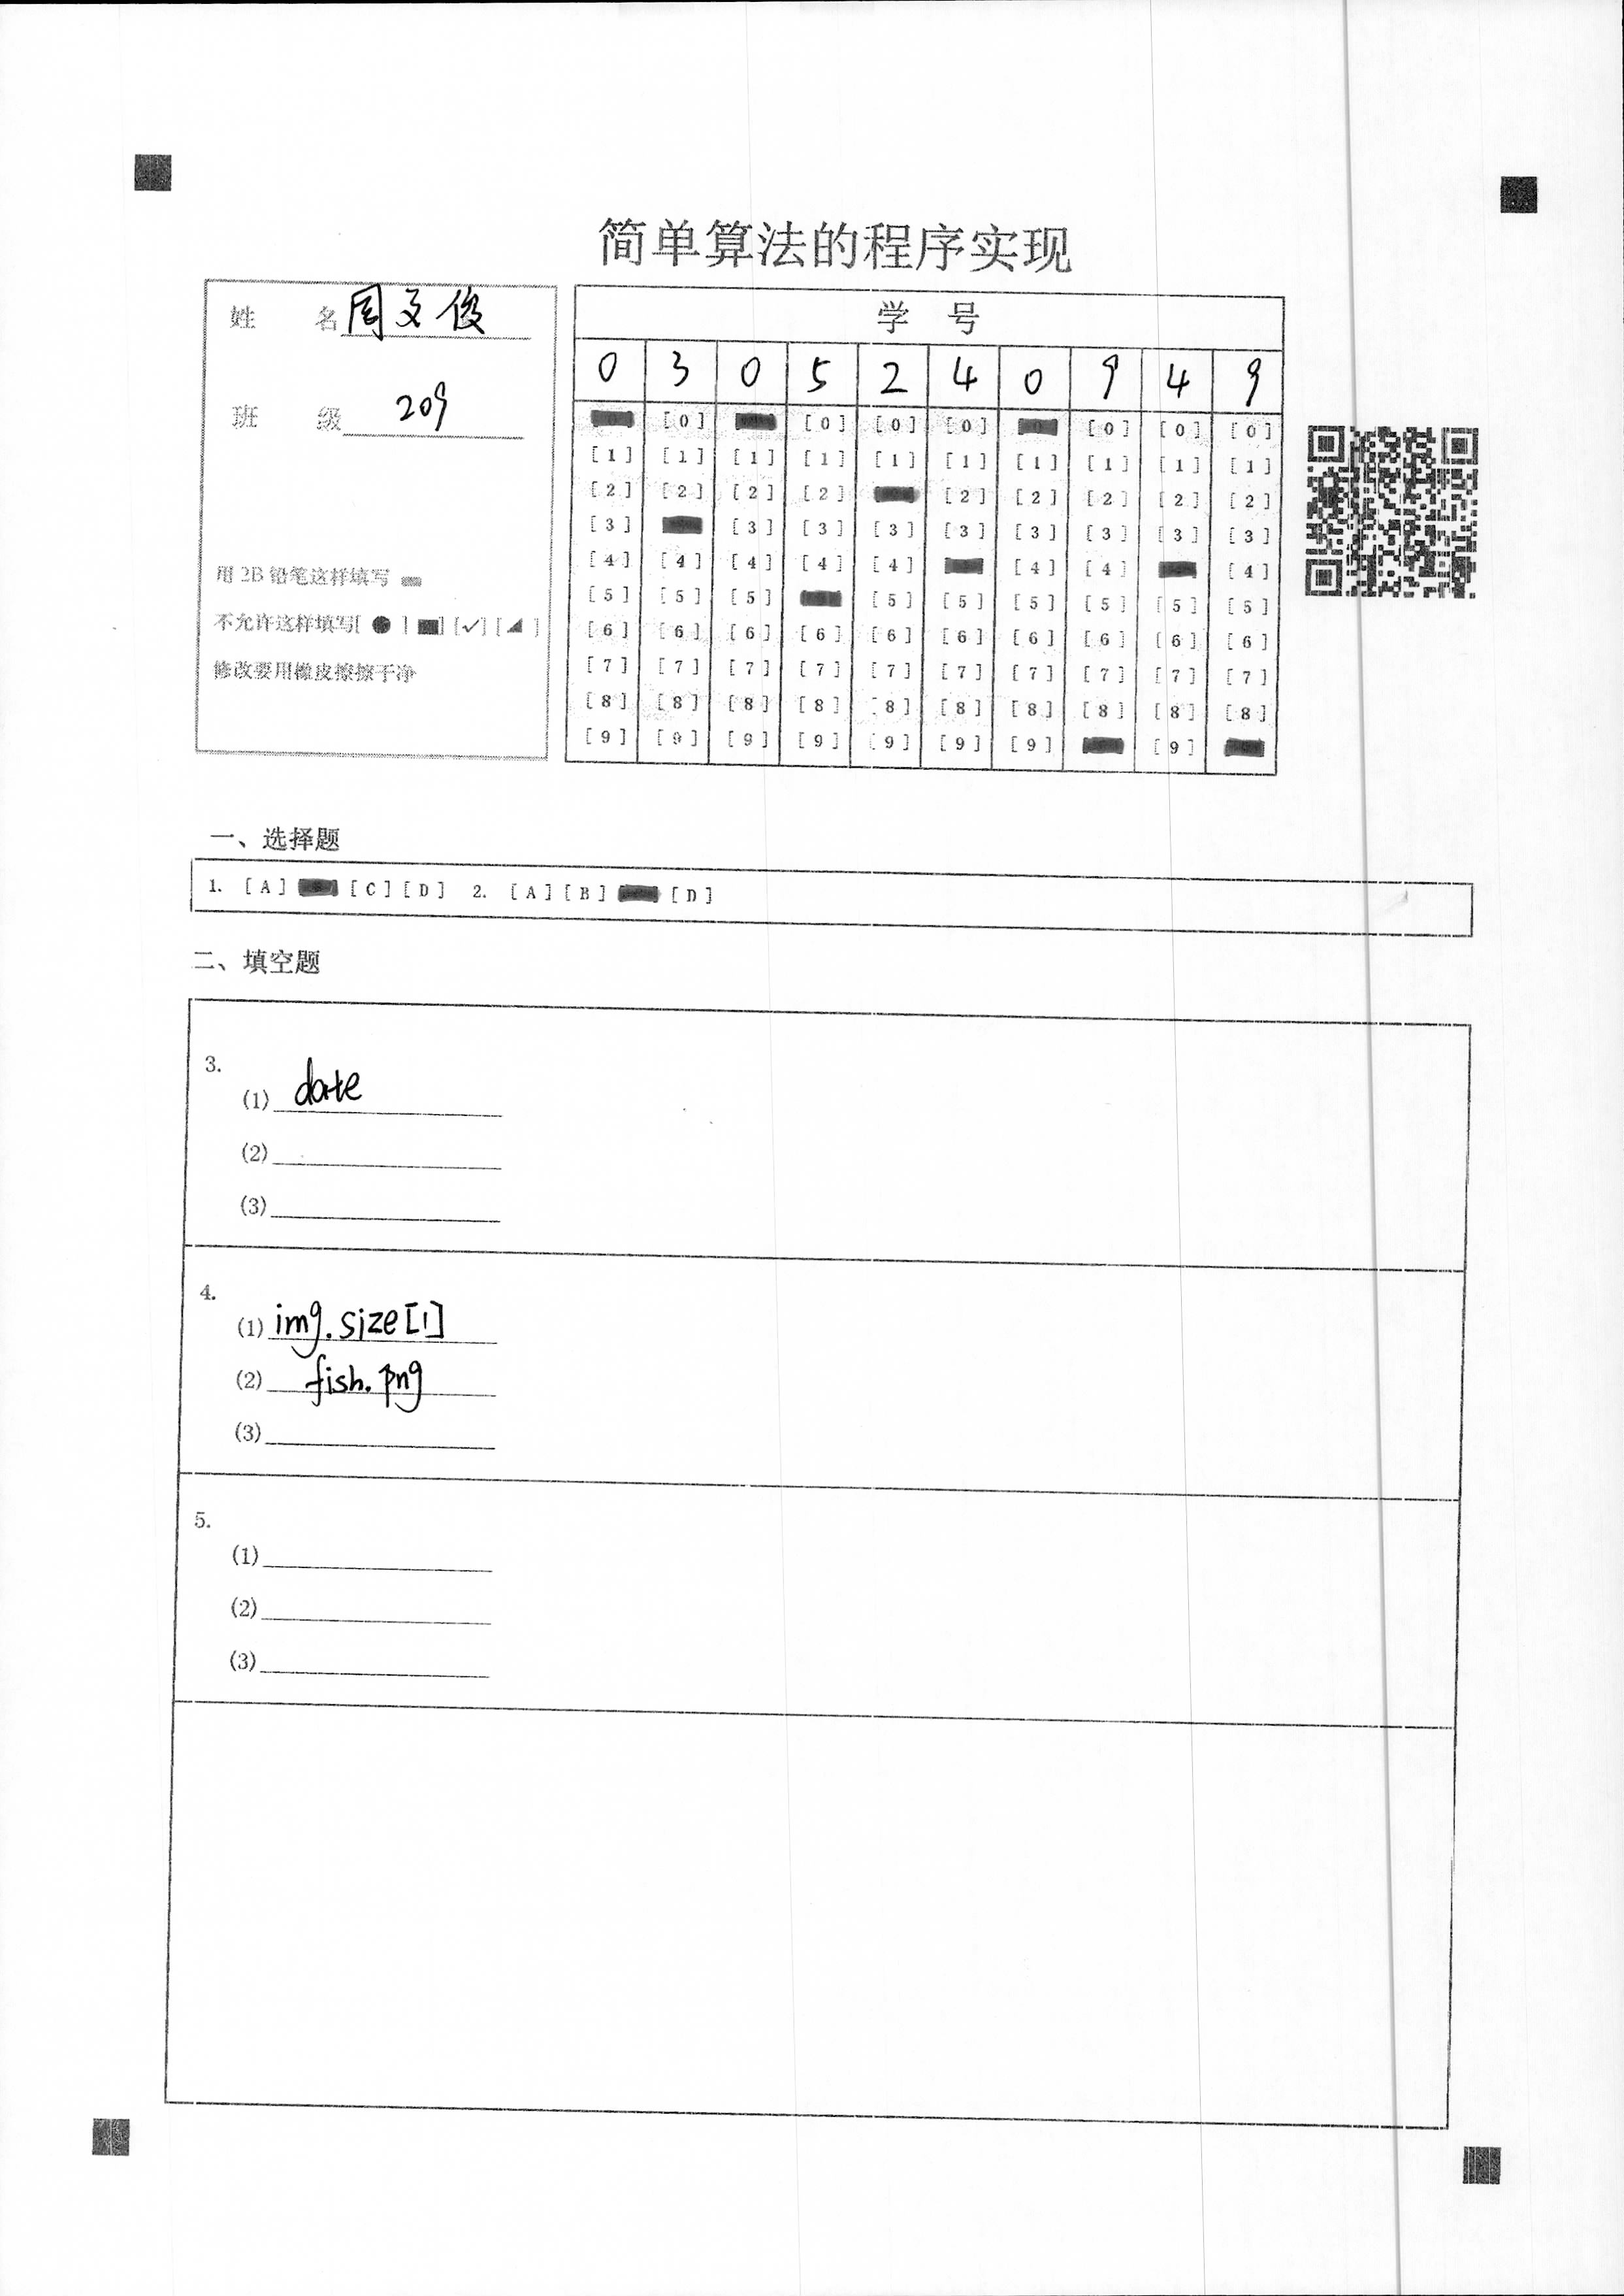 简单算法的程序实现
姓 名 周文俊
班 级 209
用 2B 铅笔这样填写
不允许这样填写[ ● ] [■] [✓] [◢ ]
修改要用橡皮擦擦干净
学 号
0 3 0 5 2 4 0 9 4 9
[0] [0] [0] [0] [0] [0] [0]
[1] [1] [1] [1] [1] [1] [1] [1] [1] [1]
[2] [2] [2] [2] [2] [2] [2] [2] [2]
[3] [3] [3] [3] [3] [3] [3] [3] [3]
[4] [4] [4] [4] [4] [4] [4] [4]
[5] [5] [5] [5] [5] [5] [5] [5] [5]
[6] [6] [6] [6] [6] [6] [6] [6] [6] [6]
[7] [7] [7] [7] [7] [7] [7] [7] [7] [7]
[8] [8] [8] [8] [8] [8] [8] [8] [8] [8]
[9] [9] [9] [9] [9] [9] [9] [9]
一、选择题
1. [A] [C] [D] 2. [A] [B] [D]
二、填空题
3.
(1) date
(2)
(3)
4.
(1) img.size[1]
(2) fish.png
(3)
5.
(1)
(2)
(3)